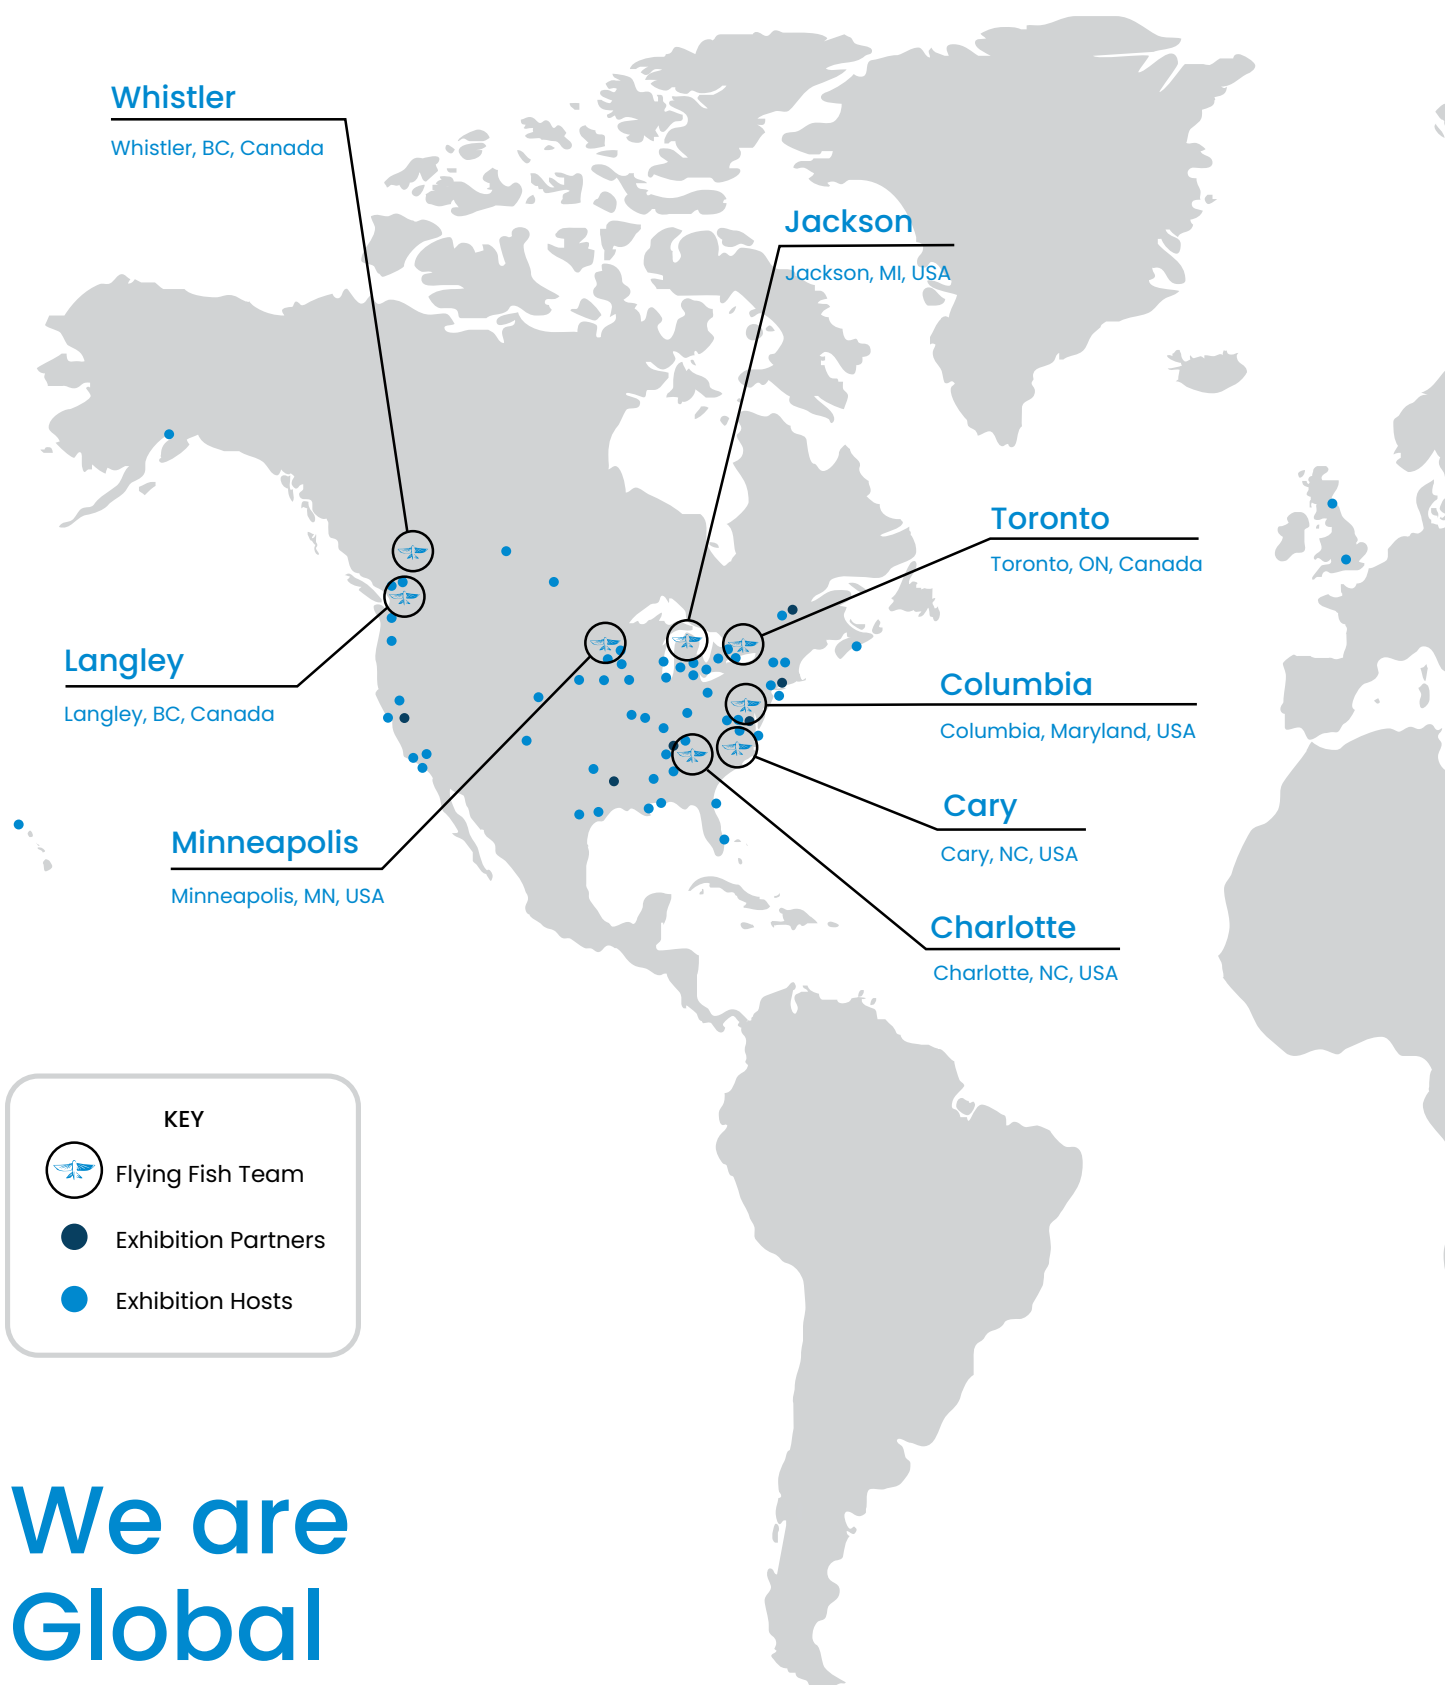 Whistler
Whistler, BC, Canada
Jackson
Jackson, MI, USA
Toronto
Toronto, ON, Canada
Langley
Langley, BC, Canada
Columbia
Columbia, Maryland, USA
Cary
Cary, NC, USA
Minneapolis
Minneapolis, MN, USA
Charlotte
Charlotte, NC, USA
KEY
Flying Fish Team
Exhibition Partners
Exhibition Hosts
We are
Global